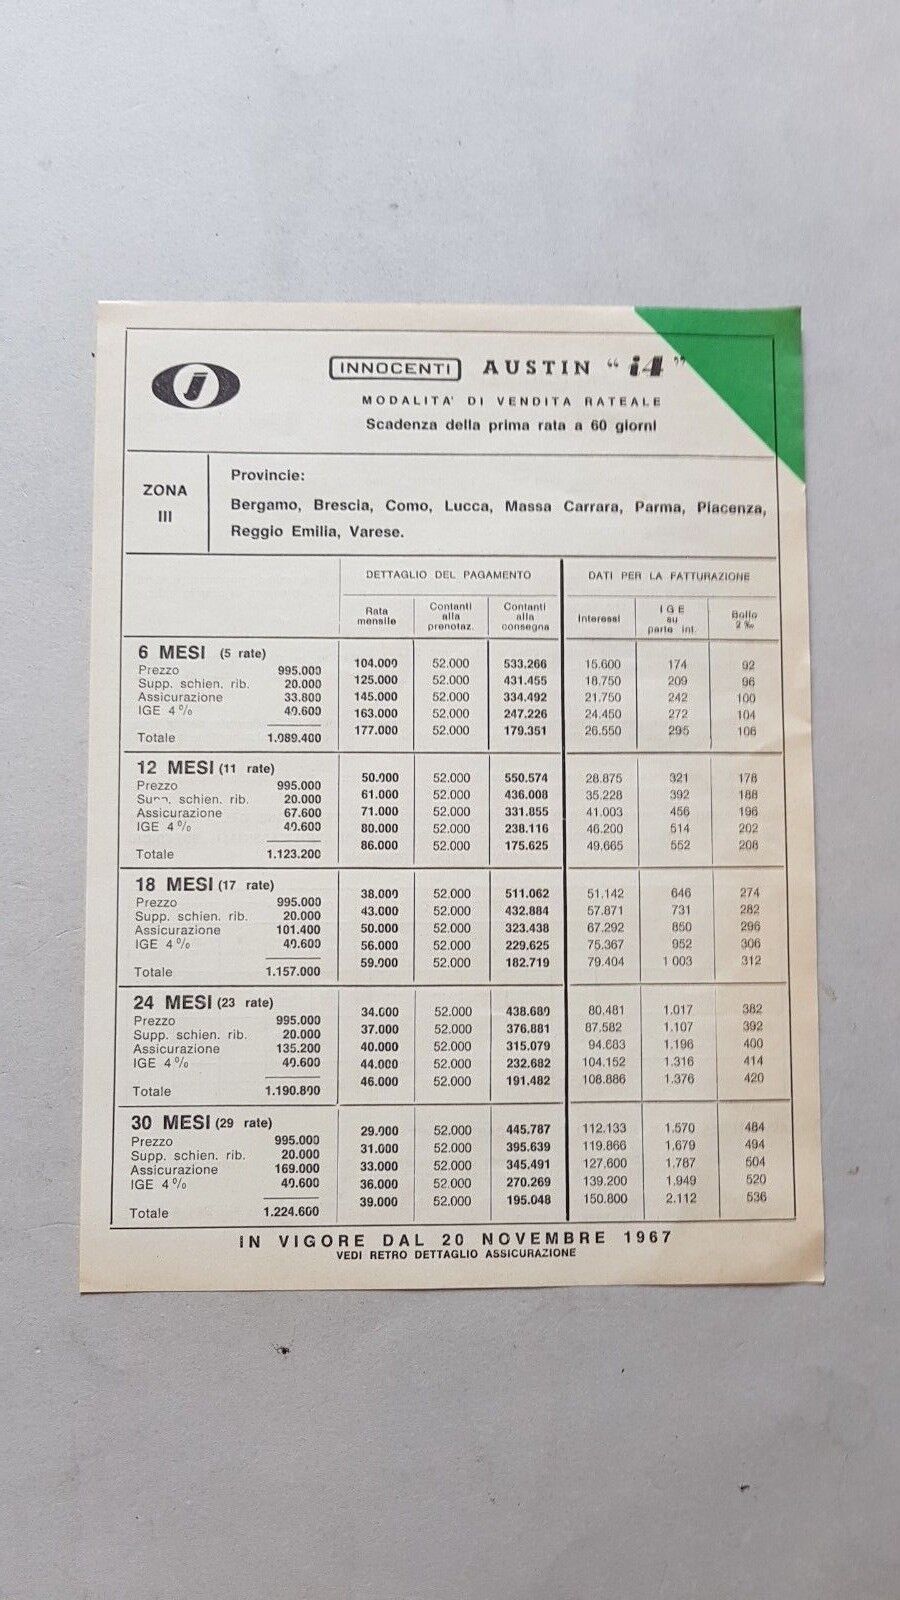 J
INNOCENTI AUSTIN “i4”
MODALITA' DI VENDITA RATEALE
Scadenza della prima rata a 60 giorni
ZONA
III
Provincie:
Bergamo, Brescia, Como, Lucca, Massa Carrara, Parma, Piacenza,
Reggio Emilia, Varese.
DETTAGLIO DEL PAGAMENTO DATI PER LA FATTURAZIONE
Rata mensile Contanti alla prenotaz. Contanti alla consegna Interessi IGE su parte int. Bollo 2‰
6 MESI (5 rate)
Prezzo 995.000
Supp. schien. rib. 20.000
Assicurazione 33.800
IGE 4% 40.600
Totale 1.089.400
104.000 52.000 533.266 15.600 174 92
125.000 52.000 431.455 18.750 209 96
145.000 52.000 334.492 21.750 242 100
163.000 52.000 247.226 24.450 272 104
177.000 52.000 179.351 26.550 295 106
12 MESI (11 rate)
Prezzo 995.000
Supp. schien. rib. 20.000
Assicurazione 67.600
IGE 4% 40.600
Totale 1.123.200
50.000 52.000 550.574 28.875 321 178
61.000 52.000 436.008 35.228 392 188
71.000 52.000 331.855 41.003 456 196
80.000 52.000 238.116 46.200 514 202
86.000 52.000 175.625 49.665 552 208
18 MESI (17 rate)
Prezzo 995.000
Supp. schien. rib. 20.000
Assicurazione 101.400
IGE 4% 40.600
Totale 1.157.000
38.000 52.000 511.062 51.142 646 274
43.000 52.000 432.884 57.871 731 282
50.000 52.000 323.438 67.292 850 296
56.000 52.000 229.625 75.367 952 306
59.000 52.000 182.719 79.404 1 003 312
24 MESI (23 rate)
Prezzo 995.000
Supp. schien. rib. 20.000
Assicurazione 135.200
IGE 4% 40.600
Totale 1.190.800
34.000 52.000 438.680 80.481 1.017 382
37.000 52.000 376.881 87.582 1.107 392
40.000 52.000 315.079 94.683 1.196 400
44.000 52.000 232.682 104.152 1.316 414
46.000 52.000 191.482 108.886 1.376 420
30 MESI (29 rate)
Prezzo 995.000
Supp. schien. rib. 20.000
Assicurazione 169.000
IGE 4% 40.600
Totale 1.224.600
29.000 52.000 445.787 112.133 1.570 484
31.000 52.000 395.639 119.866 1.679 494
33.000 52.000 345.491 127.600 1.787 504
36.000 52.000 270.269 139.200 1.949 520
39.000 52.000 195.048 150.800 2.112 536
IN VIGORE DAL 20 NOVEMBRE 1967
VEDI RETRO DETTAGLIO ASSICURAZIONE